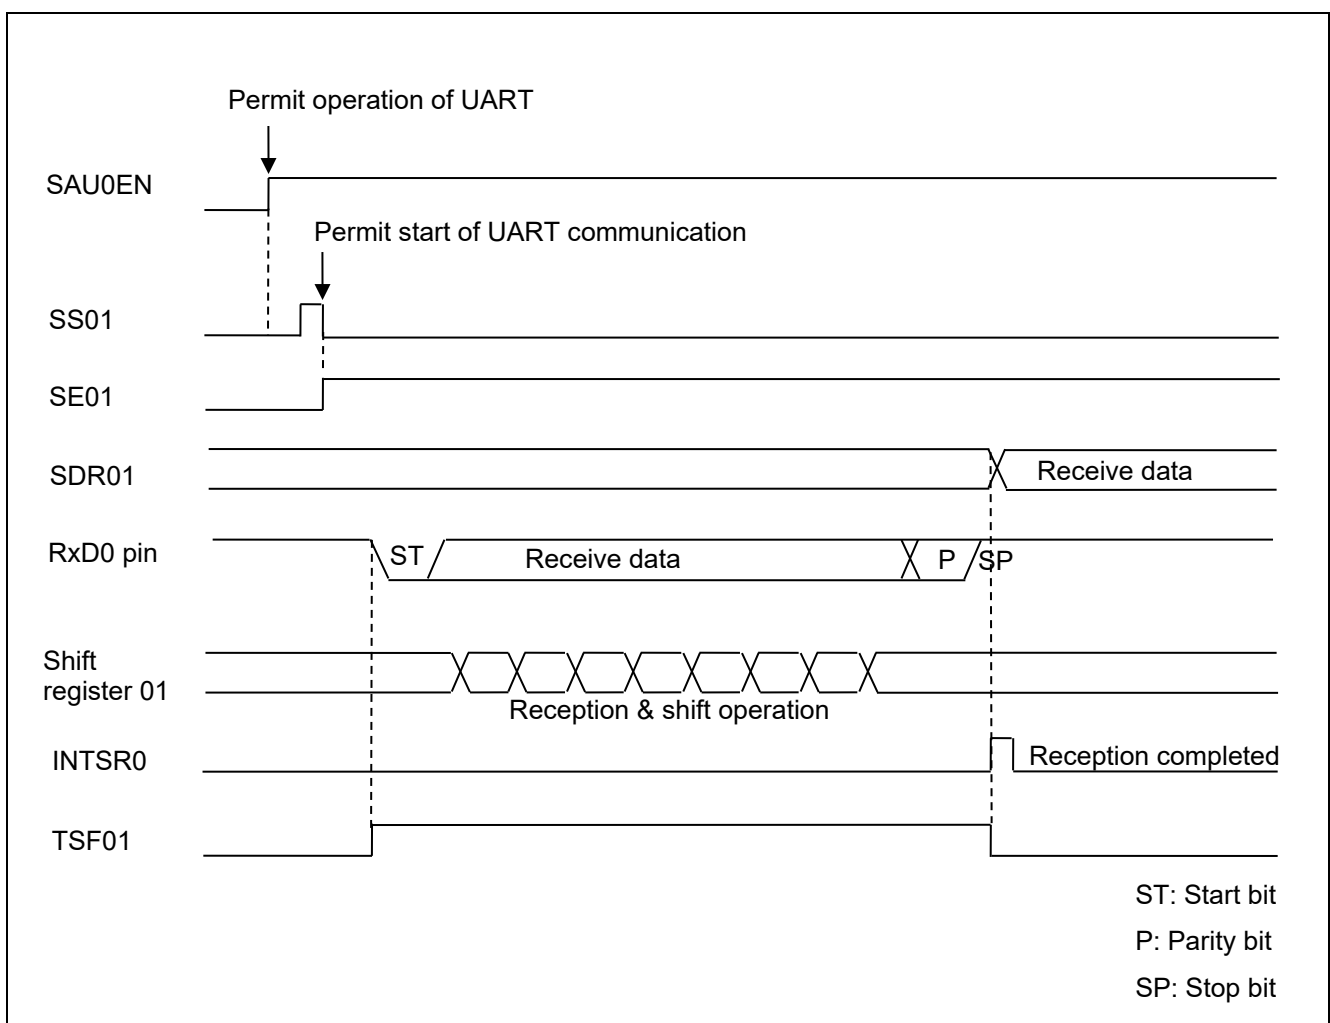 Permit operation of UART
SAU0EN
Permit start of UART communication
SS01
SE01
SDR01
Receive data
RxD0 pin
ST
Receive data
P
SP
Shift
register 01
Reception & shift operation
INTSR0
Reception completed
TSF01
ST: Start bit
P: Parity bit
SP: Stop bit